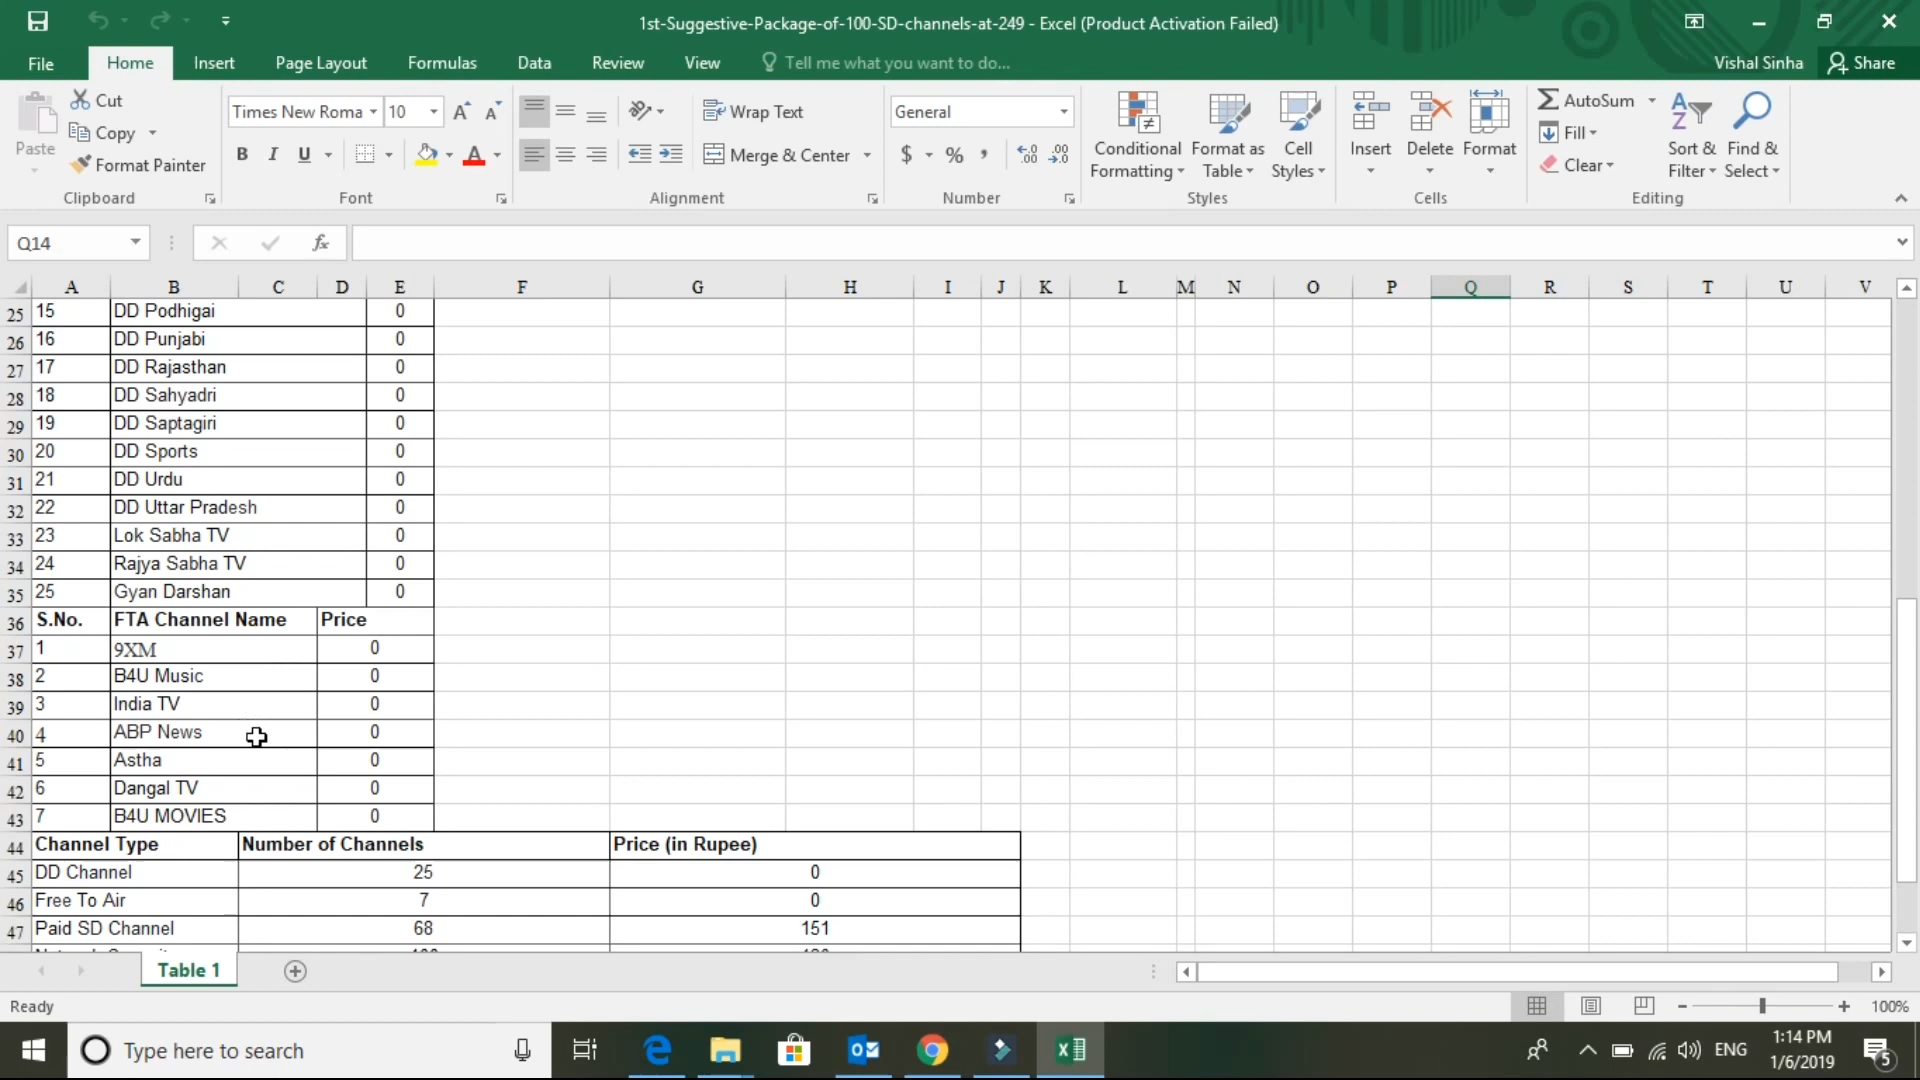 1st-Suggestive-Package-of-100-SD-channels-at-249 - Excel (Product Activation Failed)
File Home Insert Page Layout Formulas Data Review View Tell me what you want to do... Vishal Sinha Share
Cut
Copy
Format Painter
Paste
Times New Roma 10
B I U
Wrap Text
Merge & Center
General
$ % ,
Conditional Formatting
Format as Table
Cell Styles
Insert Delete Format
AutoSum
Fill
Clear
Sort & Filter
Find & Select
Clipboard Font Alignment Number Styles Cells Editing
Q14 fx
A B C D E F G H I J K L M N O P Q R S T U V
25 15 DD Podhigai 0
26 16 DD Punjabi 0
27 17 DD Rajasthan 0
28 18 DD Sahyadri 0
29 19 DD Saptagiri 0
30 20 DD Sports 0
31 21 DD Urdu 0
32 22 DD Uttar Pradesh 0
33 23 Lok Sabha TV 0
34 24 Rajya Sabha TV 0
35 25 Gyan Darshan 0
36 S.No. FTA Channel Name Price
37 1 9XM 0
38 2 B4U Music 0
39 3 India TV 0
40 4 ABP News 0
41 5 Astha 0
42 6 Dangal TV 0
43 7 B4U MOVIES 0
44 Channel Type Number of Channels Price (in Rupee)
45 DD Channel 25 0
46 Free To Air 7 0
47 Paid SD Channel 68 151
Table 1
Ready 100%
Type here to search
ENG
1:14 PM
1/6/2019
5